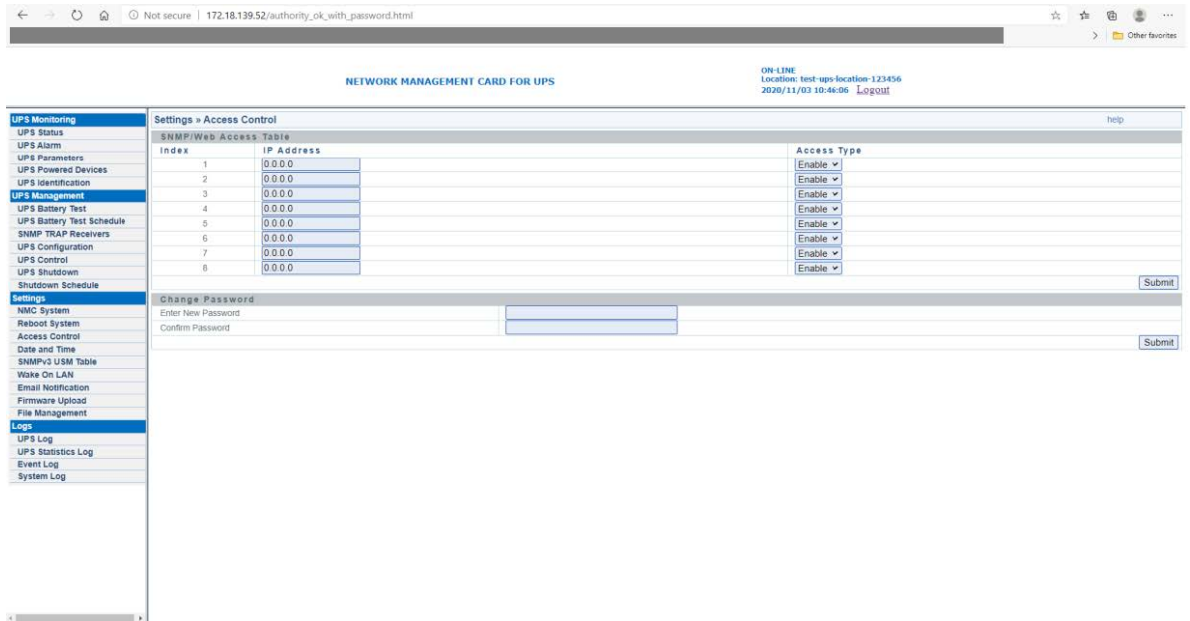 Not secure | 172.18.139.52/authority_ok_with_password.html
Other favorites
NETWORK MANAGEMENT CARD FOR UPS
ON-LINE
Location: test-ups-location-123456
2020/11/03 10:46:06 Logout
UPS Monitoring
UPS Status
UPS Alarm
UPS Parameters
UPS Powered Devices
UPS Identification
UPS Management
UPS Battery Test
UPS Battery Test Schedule
SNMP TRAP Receivers
UPS Configuration
UPS Control
UPS Shutdown
Shutdown Schedule
Settings
NMC System
Reboot System
Access Control
Date and Time
SNMPv3 USM Table
Wake On LAN
Email Notification
Firmware Upload
File Management
Logs
UPS Log
UPS Statistics Log
Event Log
System Log
Settings » Access Control help
SNMP/Web Access Table
Index IP Address Access Type
1 0.0.0.0 Enable
2 0.0.0.0 Enable
3 0.0.0.0 Enable
4 0.0.0.0 Enable
5 0.0.0.0 Enable
6 0.0.0.0 Enable
7 0.0.0.0 Enable
8 0.0.0.0 Enable
Submit
Change Password
Enter New Password
Confirm Password
Submit